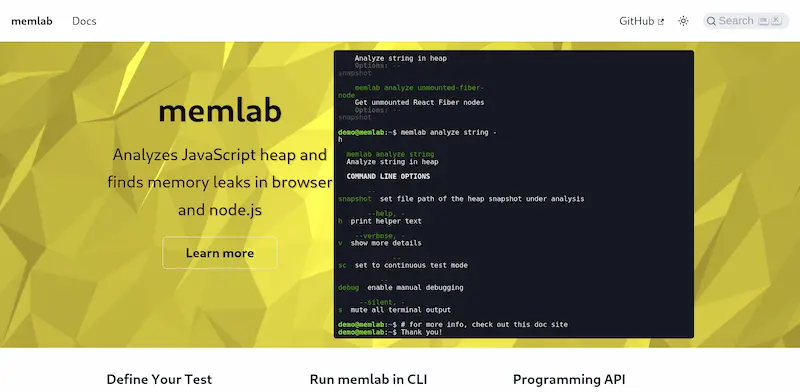 memlab
Docs
GitHub
Search
memlab
Analyzes JavaScript heap and
finds memory leaks in browser
and node.js
Learn more
Analyze string in heap
Options: --
snapshot
memlab analyze unmounted-fiber-
node
Get unmounted React Fiber nodes
Options: --
snapshot
demo@memlab:~$ memlab analyze string -
h
memlab analyze string
Analyze string in heap
COMMAND LINE OPTIONS
--
snapshot set file path of the heap snapshot under analysis
--help, -
h print helper text
--verbose, -
v show more details
--
sc set to continuous test mode
--
debug enable manual debugging
--silent, -
s mute all terminal output
demo@memlab:~$ # for more info, check out this doc site
demo@memlab:~$ Thank you!
Define Your Test
Run memlab in CLI
Programming API